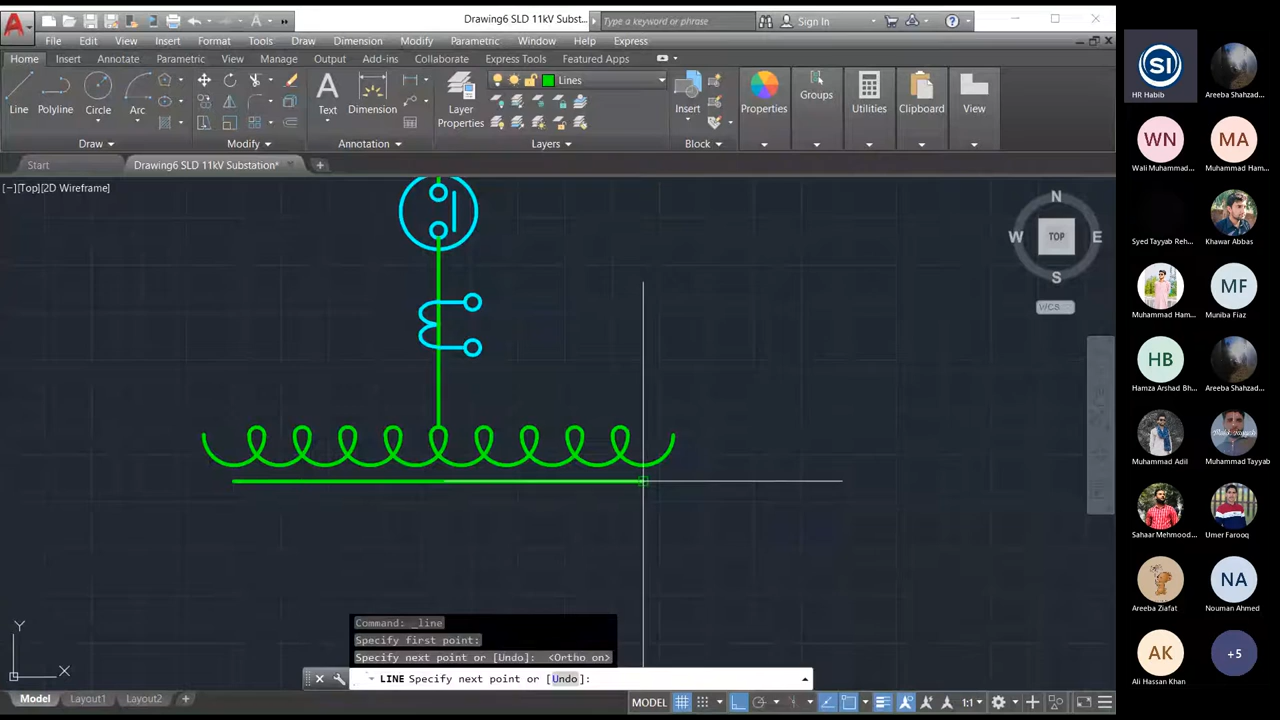 Drawing6 SLD 11kV Subst...
Type a keyword or phrase
Sign In
File Edit View Insert Format Tools Draw Dimension Modify Parametric Window Help Express
Home Insert Annotate Parametric View Manage Output Add-ins Collaborate Express Tools Featured Apps
Lines
Line Polyline Circle Arc Text Dimension Layer Properties Insert Properties Groups Utilities Clipboard View
Draw Modify Annotation Layers Block
Start Drawing6 SLD 11kV Substation*
[−][Top][2D Wireframe]
N
W TOP E
S
WCS
Y
X
Command: _line
Specify first point:
Specify next point or [Undo]: <Ortho on>
LINE Specify next point or [Undo]:
Model Layout1 Layout2
MODEL 1:1
SI
HR Habib
Areeba Shahzad...
WN
Wali Muhammad...
MA
Muhammad Ham...
Syed Tayyab Reh...
Khawar Abbas
Muhammad Ham...
MF
Muniba Fiaz
HB
Hamza Arshad Bh...
Areeba Shahzad...
Muhammad Adil
Muhammad Tayyab
Sahaar Mehmood...
Umer Farooq
Areeba Ziafat
NA
Nouman Ahmed
AK
Ali Hassan Khan
+5